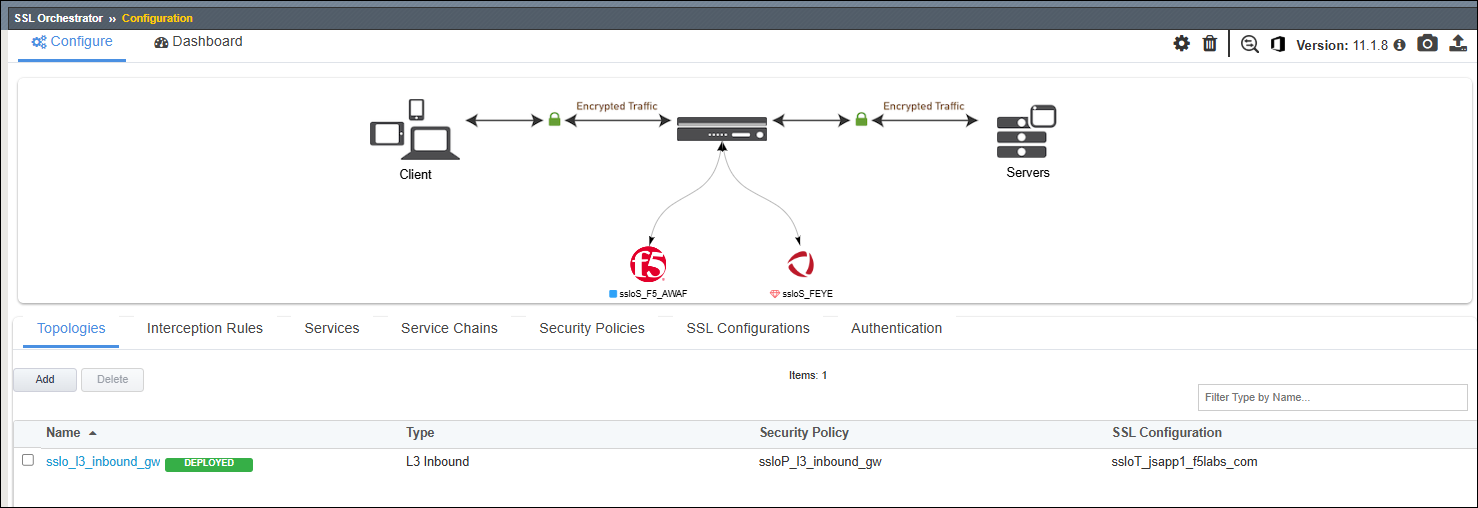 SSL Orchestrator ›› Configuration
Configure Dashboard Version: 11.1.8
Encrypted Traffic Encrypted Traffic
Client Servers
f5
ssloS_F5_AWAF ssloS_FEYE
Topologies Interception Rules Services Service Chains Security Policies SSL Configurations Authentication
Add Delete Items: 1
Filter Type by Name...
Name Type Security Policy SSL Configuration
sslo_l3_inbound_gw DEPLOYED L3 Inbound ssloP_l3_inbound_gw ssloT_jsapp1_f5labs_com